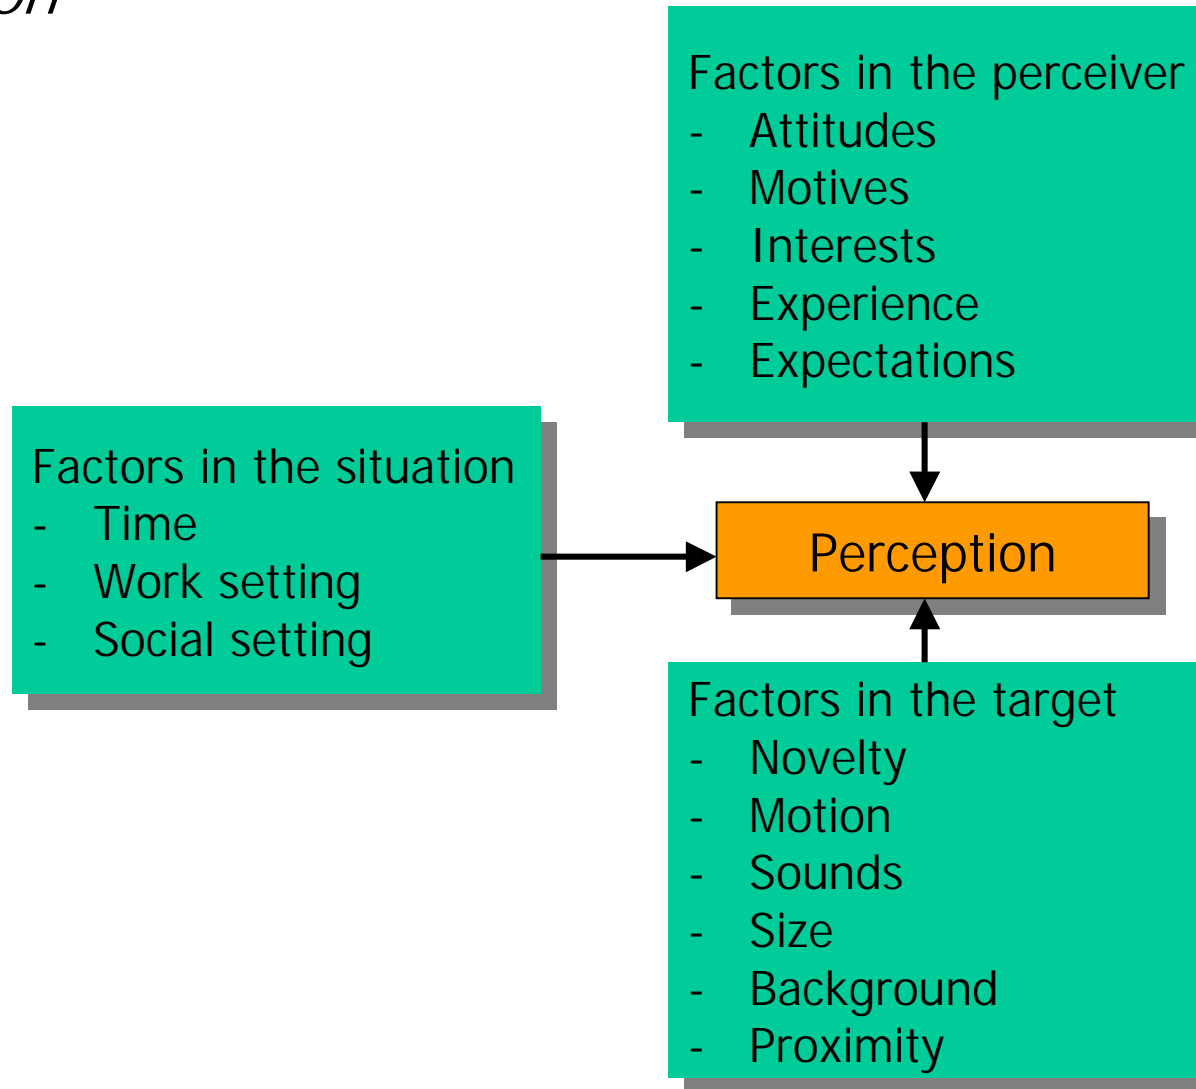 Factors in the perceiver
- Attitudes
- Motives
- Interests
- Experience
- Expectations
Factors in the situation
- Time
- Work setting
- Social setting
Perception
Factors in the target
- Novelty
- Motion
- Sounds
- Size
- Background
- Proximity